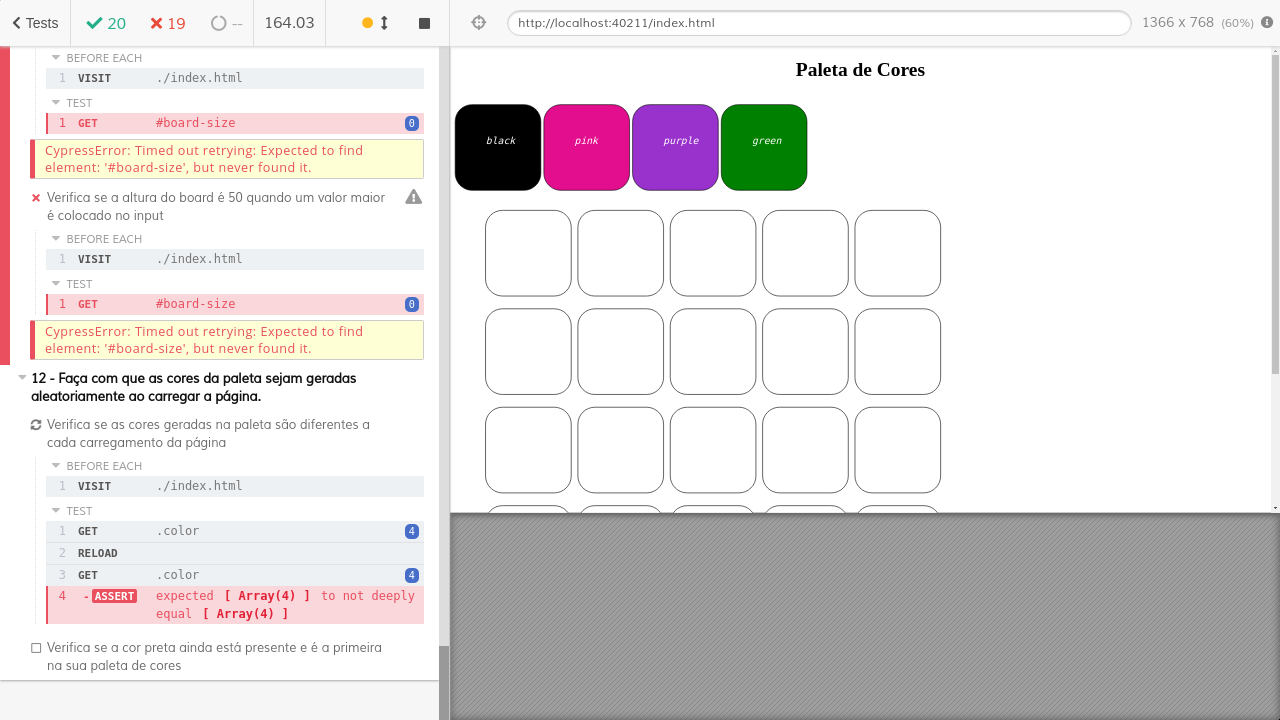 Tests
20
19
--
164.03
http://localhost:40211/index.html
1366 x 768 (60%)
BEFORE EACH
1 VISIT ./index.html
TEST
1 GET #board-size 0
CypressError: Timed out retrying: Expected to find
element: '#board-size', but never found it.
Verifica se a altura do board é 50 quando um valor maior
é colocado no input
BEFORE EACH
1 VISIT ./index.html
TEST
1 GET #board-size 0
CypressError: Timed out retrying: Expected to find
element: '#board-size', but never found it.
12 - Faça com que as cores da paleta sejam geradas
aleatoriamente ao carregar a página.
Verifica se as cores geradas na paleta são diferentes a
cada carregamento da página
BEFORE EACH
1 VISIT ./index.html
TEST
1 GET .color 4
2 RELOAD
3 GET .color 4
4 -ASSERT expected [ Array(4) ] to not deeply
equal [ Array(4) ]
Verifica se a cor preta ainda está presente e é a primeira
na sua paleta de cores
Paleta de Cores
black pink purple green